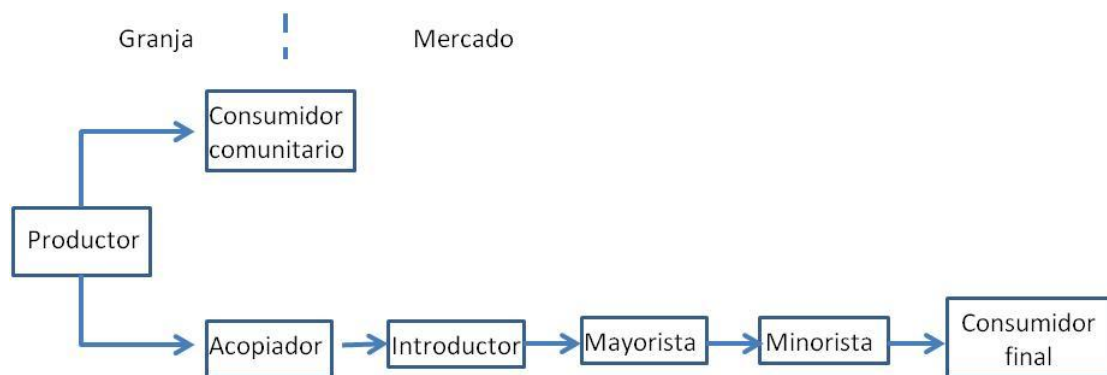 Granja
Mercado
Consumidor
comunitario
Productor
Acopiador
Introductor
Mayorista
Minorista
Consumidor
final